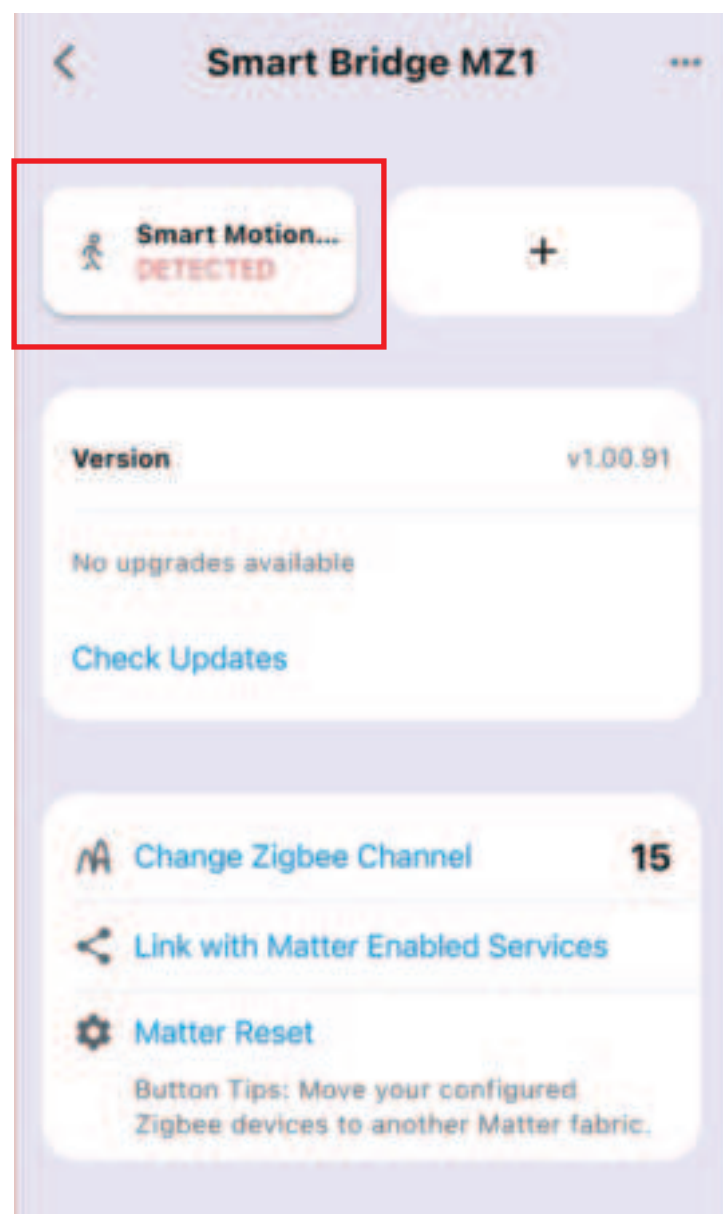 Smart Bridge MZ1
Smart Motion...
DETECTED
+
Version v1.00.91
No upgrades available
Check Updates
Change Zigbee Channel 15
Link with Matter Enabled Services
Matter Reset
Button Tips: Move your configured
Zigbee devices to another Matter fabric.